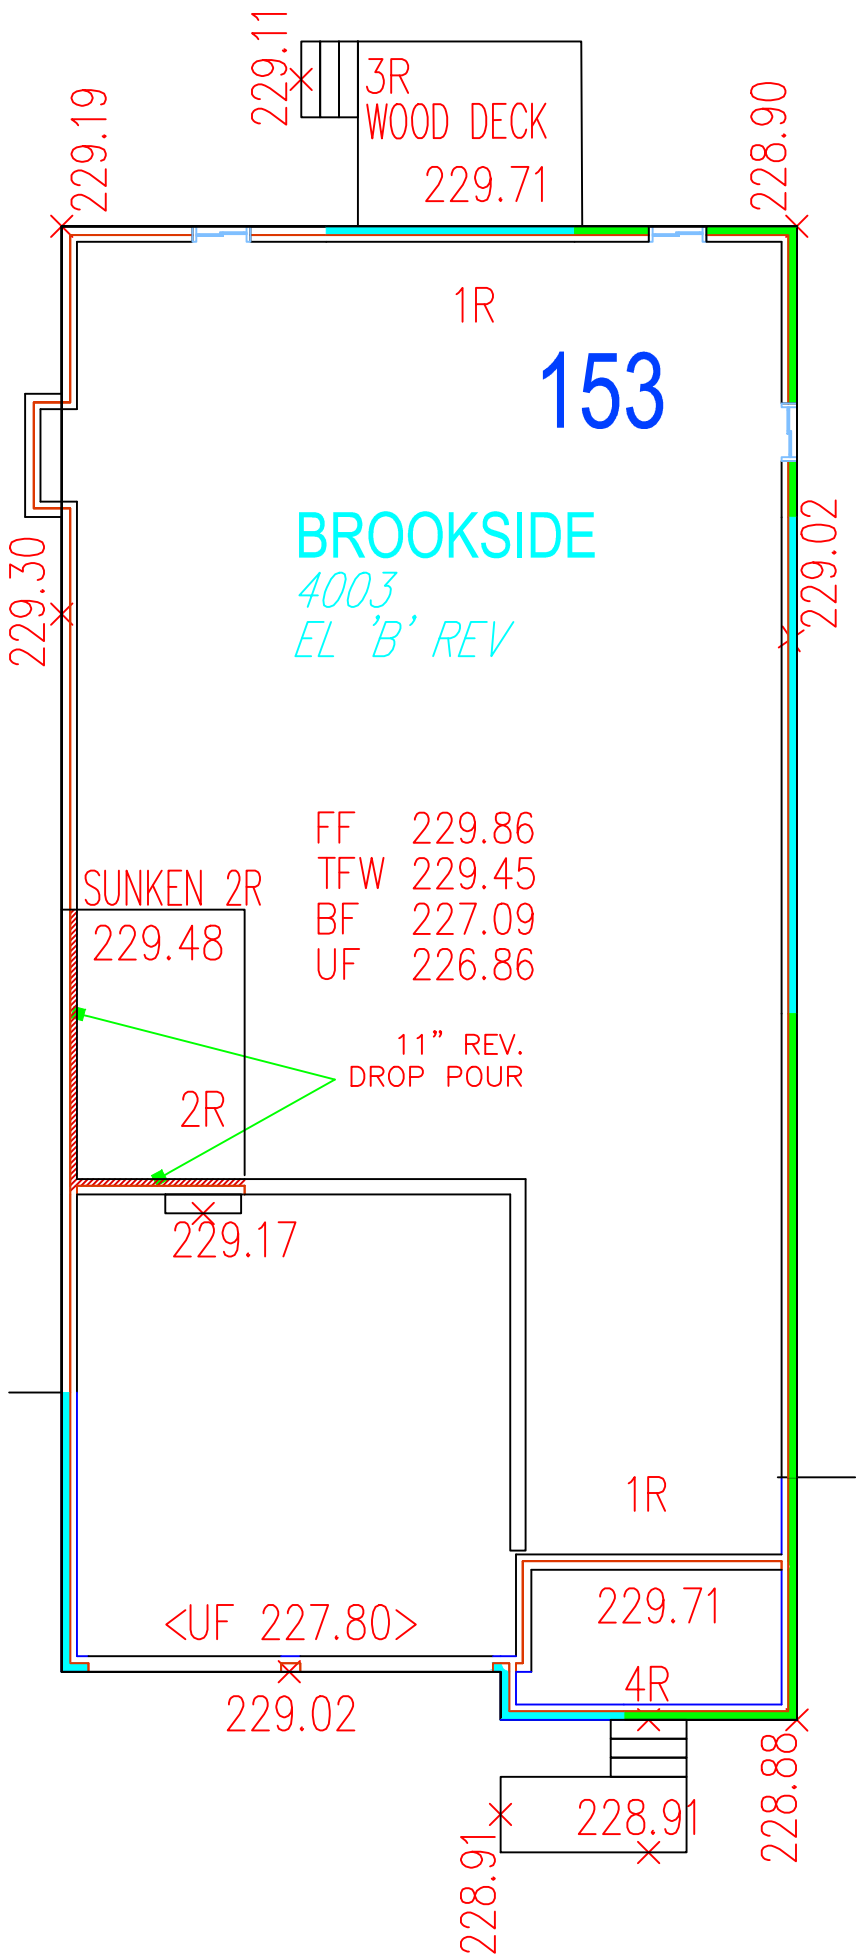 229.11
3R
WOOD DECK
229.71
229.19
228.90
1R
153
BROOKSIDE
4003
EL 'B' REV
229.30
229.02
FF 229.86
TFW 229.45
BF 227.09
UF 226.86
SUNKEN 2R
229.48
11" REV.
DROP POUR
2R
229.17
1R
229.71
<UF 227.80>
4R
229.02
228.88
228.91
228.91